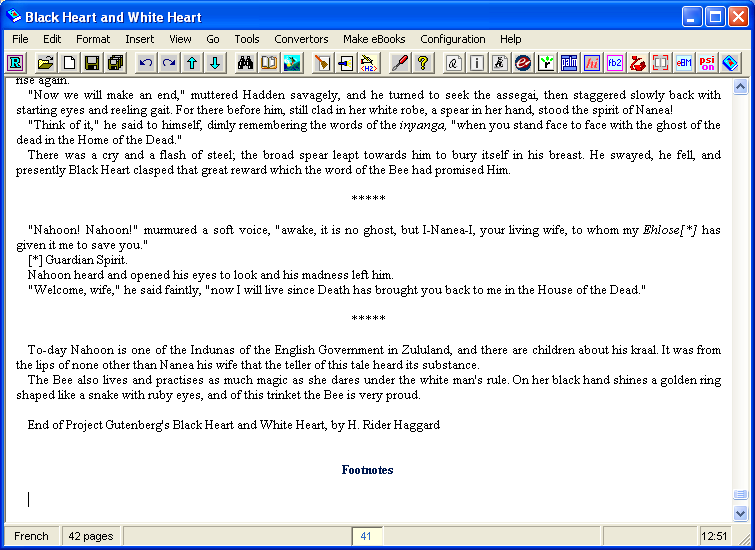 Black Heart and White Heart
File Edit Format Insert View Go Tools Convertors Make eBooks Configuration Help
R a i e palm hi fb2 eBM psion
<H2>
rise again.
"Now we will make an end," muttered Hadden savagely, and he turned to seek the assegai, then staggered slowly back with
starting eyes and reeling gait. For there before him, still clad in her white robe, a spear in her hand, stood the spirit of Nanea!
"Think of it," he said to himself, dimly remembering the words of the inyanga, "when you stand face to face with the ghost of the
dead in the Home of the Dead."
There was a cry and a flash of steel; the broad spear leapt towards him to bury itself in his breast. He swayed, he fell, and
presently Black Heart clasped that great reward which the word of the Bee had promised Him.
*****
"Nahoon! Nahoon!" murmured a soft voice, "awake, it is no ghost, but I-Nanea-I, your living wife, to whom my Ehlose[*] has
given it me to save you."
[*] Guardian Spirit.
Nahoon heard and opened his eyes to look and his madness left him.
"Welcome, wife," he said faintly, "now I will live since Death has brought you back to me in the House of the Dead."
*****
To-day Nahoon is one of the Indunas of the English Government in Zululand, and there are children about his kraal. It was from
the lips of none other than Nanea his wife that the teller of this tale heard its substance.
The Bee also lives and practises as much magic as she dares under the white man's rule. On her black hand shines a golden ring
shaped like a snake with ruby eyes, and of this trinket the Bee is very proud.
End of Project Gutenberg's Black Heart and White Heart, by H. Rider Haggard
Footnotes
French 42 pages 41 12:51